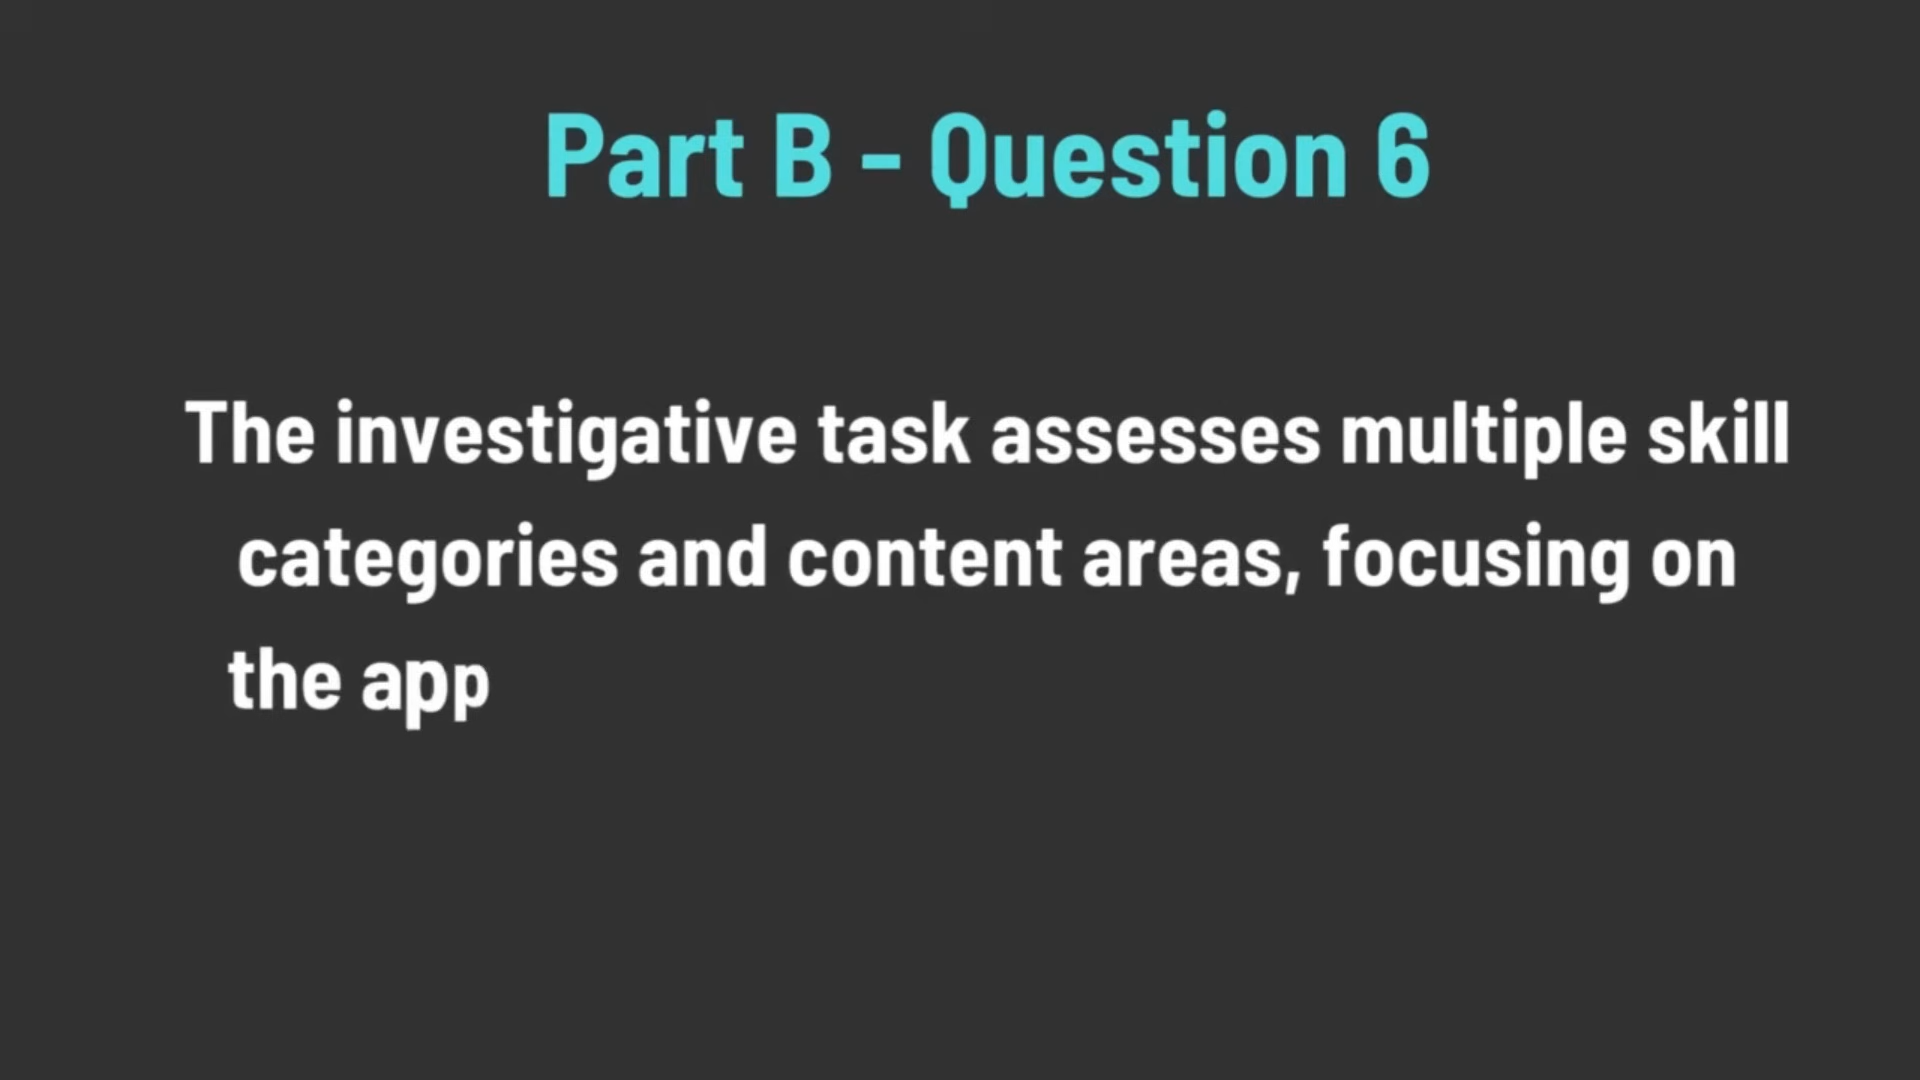 Part B - Question 6
The investigative task assesses multiple skill
categories and content areas, focusing on
the app